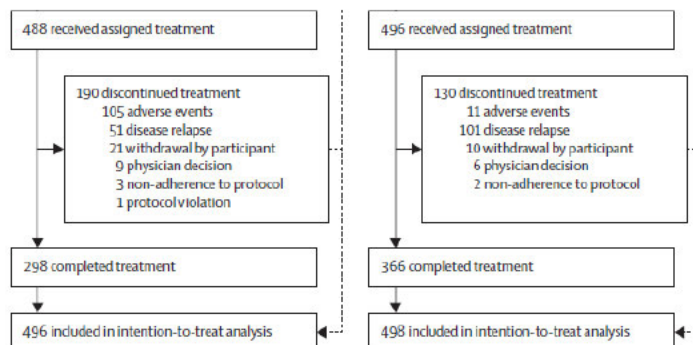 488 received assigned treatment
190 discontinued treatment
105 adverse events
51 disease relapse
21 withdrawal by participant
9 physician decision
3 non-adherence to protocol
1 protocol violation
298 completed treatment
496 included in intention-to-treat analysis
496 received assigned treatment
130 discontinued treatment
11 adverse events
101 disease relapse
10 withdrawal by participant
6 physician decision
2 non-adherence to protocol
366 completed treatment
498 included in intention-to-treat analysis